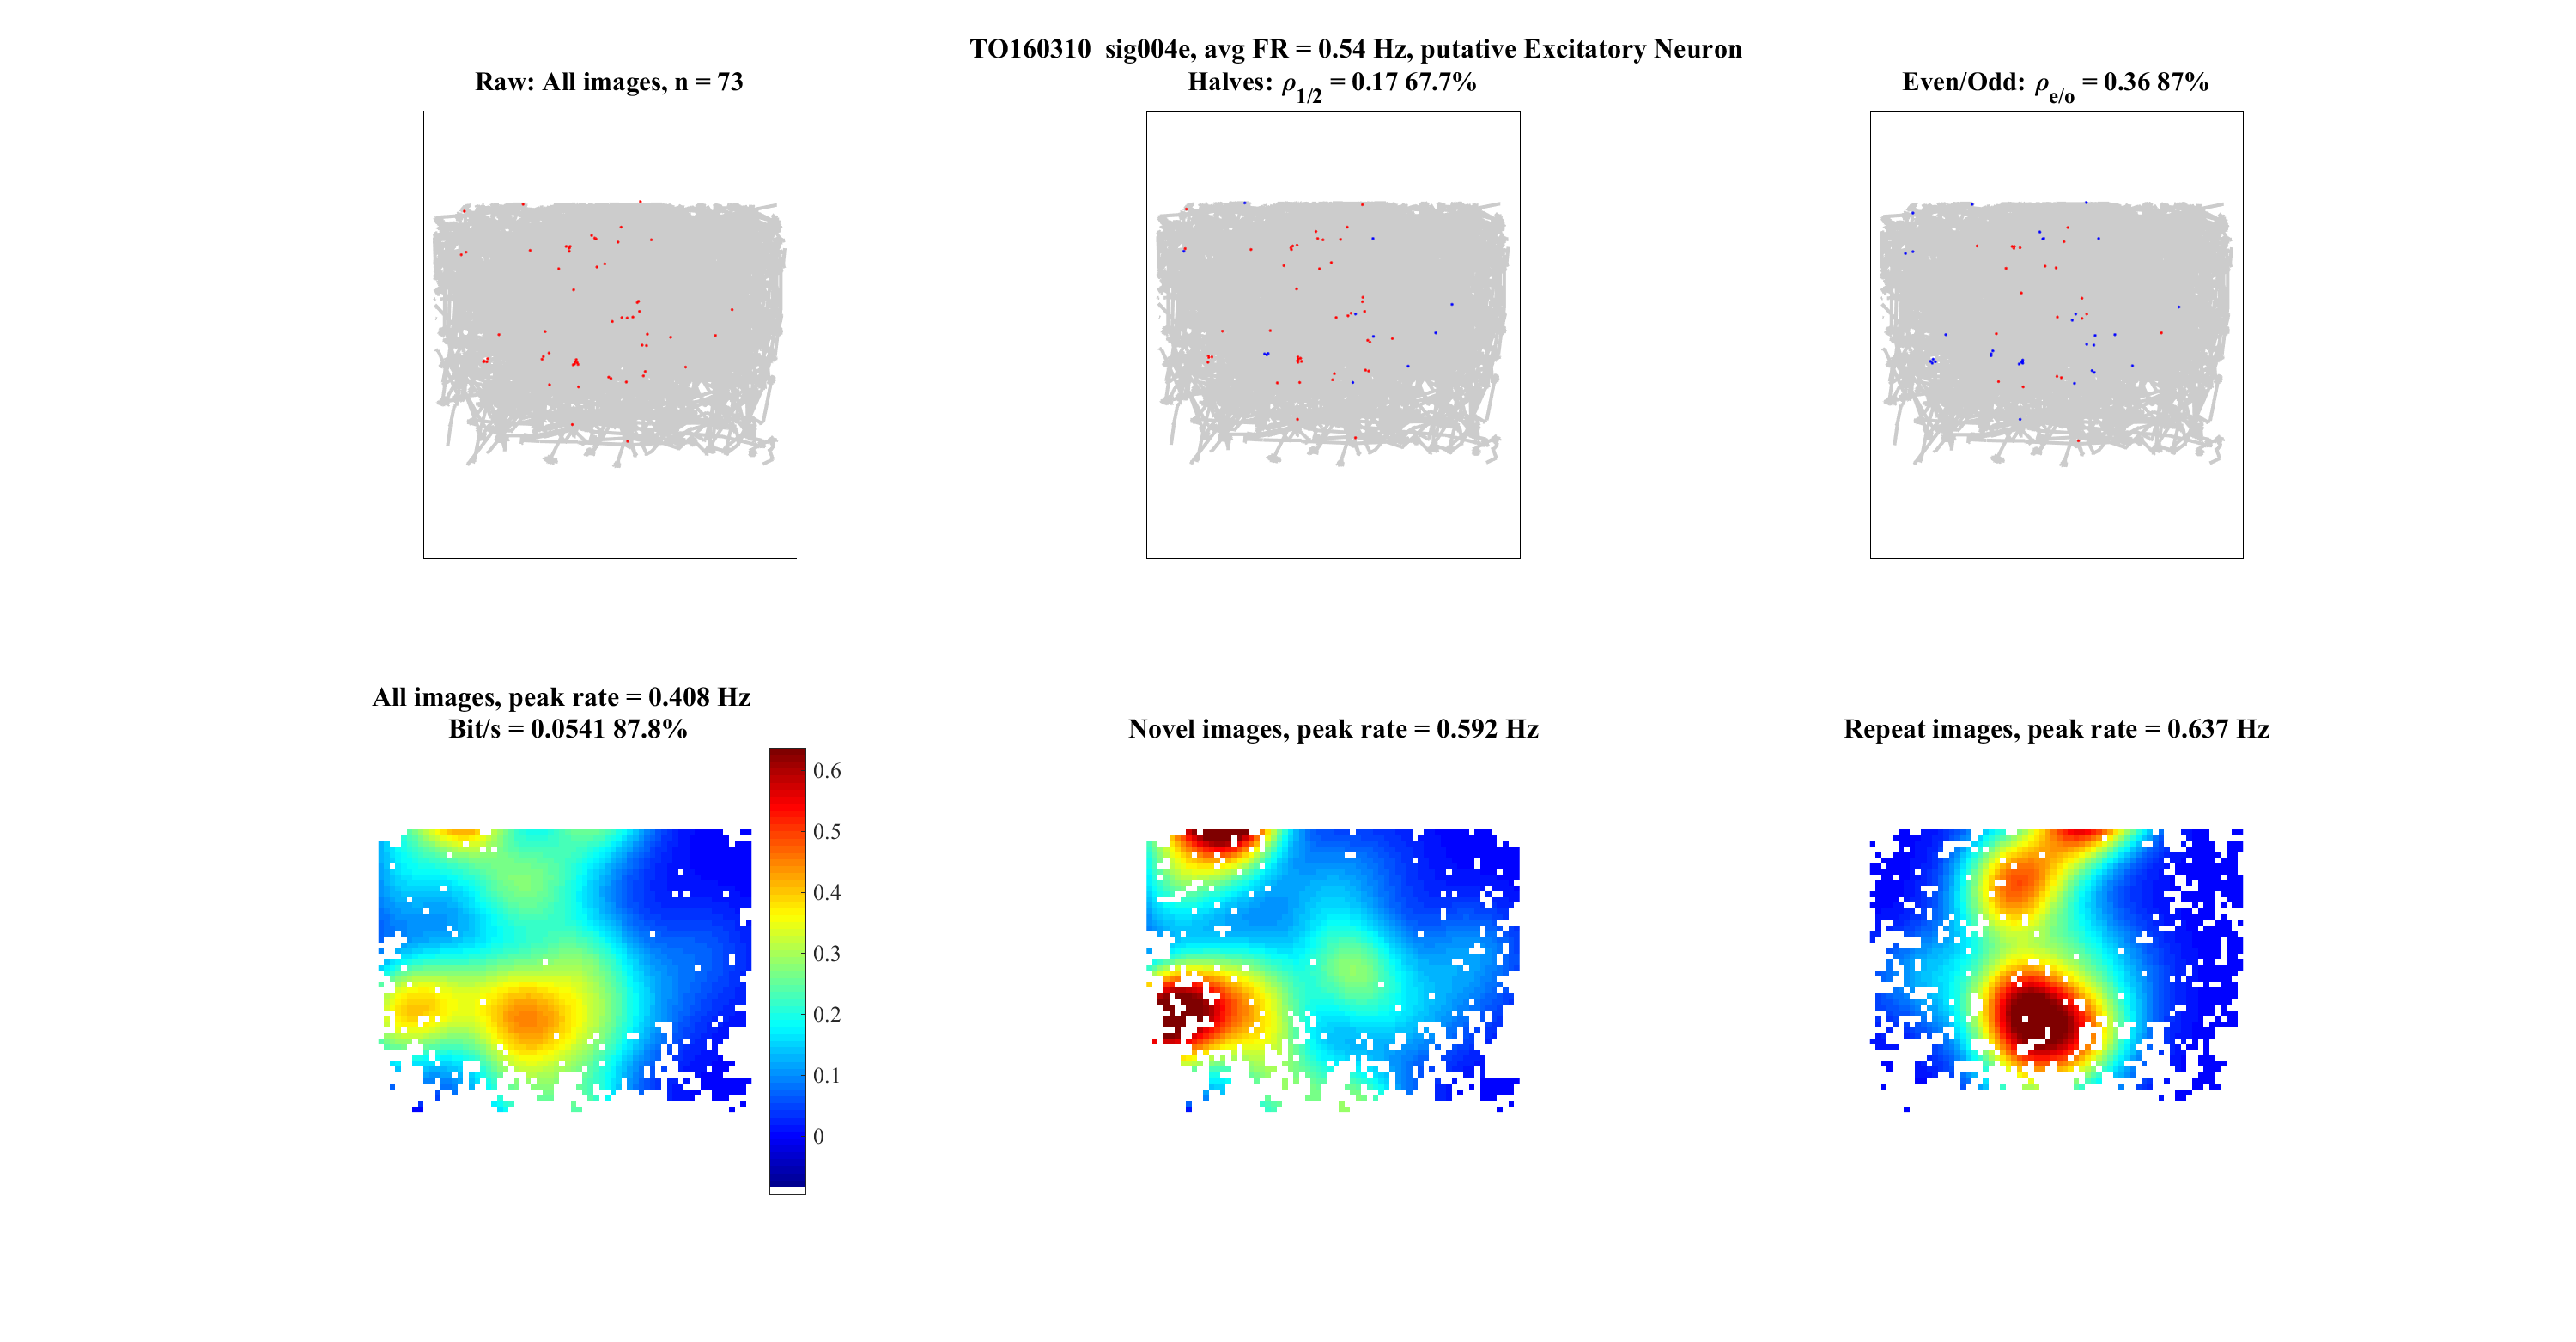 TO160310  sig004e, avg FR = 0.54 Hz, putative Excitatory Neuron
Raw: All images, n = 73
Halves: ρ1/2 = 0.17 67.7%
Even/Odd: ρe/o = 0.36 87%
All images, peak rate = 0.408 Hz
Bit/s = 0.0541 87.8%
Novel images, peak rate = 0.592 Hz
Repeat images, peak rate = 0.637 Hz
0.6
0.5
0.4
0.3
0.2
0.1
0